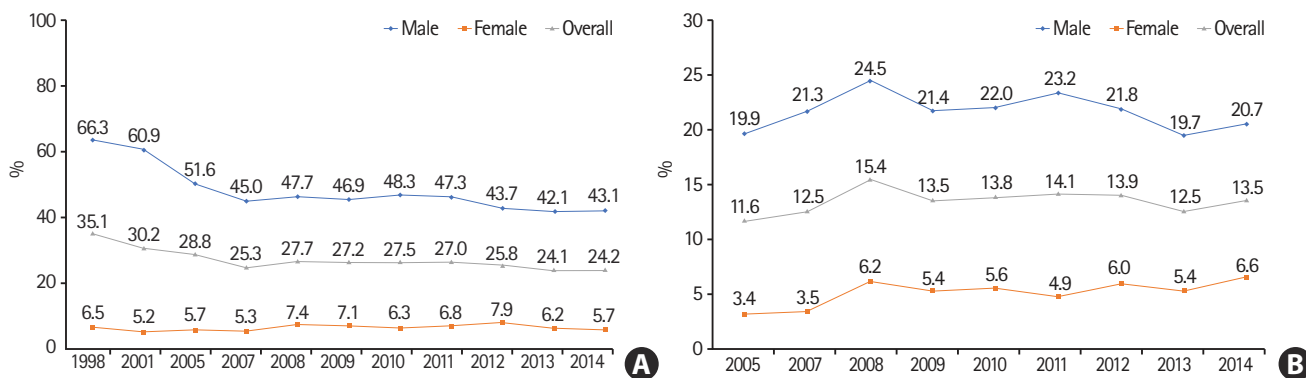 100
80
60
40
20
0
%
Male Female Overall
66.3 60.9 51.6 45.0 47.7 46.9 48.3 47.3 43.7 42.1 43.1
35.1 30.2 28.8 25.3 27.7 27.2 27.5 27.0 25.8 24.1 24.2
6.5 5.2 5.7 5.3 7.4 7.1 6.3 6.8 7.9 6.2 5.7
1998 2001 2005 2007 2008 2009 2010 2011 2012 2013 2014
A
30
25
20
15
10
5
0
%
Male Female Overall
19.9 21.3 24.5 21.4 22.0 23.2 21.8 19.7 20.7
11.6 12.5 15.4 13.5 13.8 14.1 13.9 12.5 13.5
3.4 3.5 6.2 5.4 5.6 4.9 6.0 5.4 6.6
2005 2007 2008 2009 2010 2011 2012 2013 2014
B